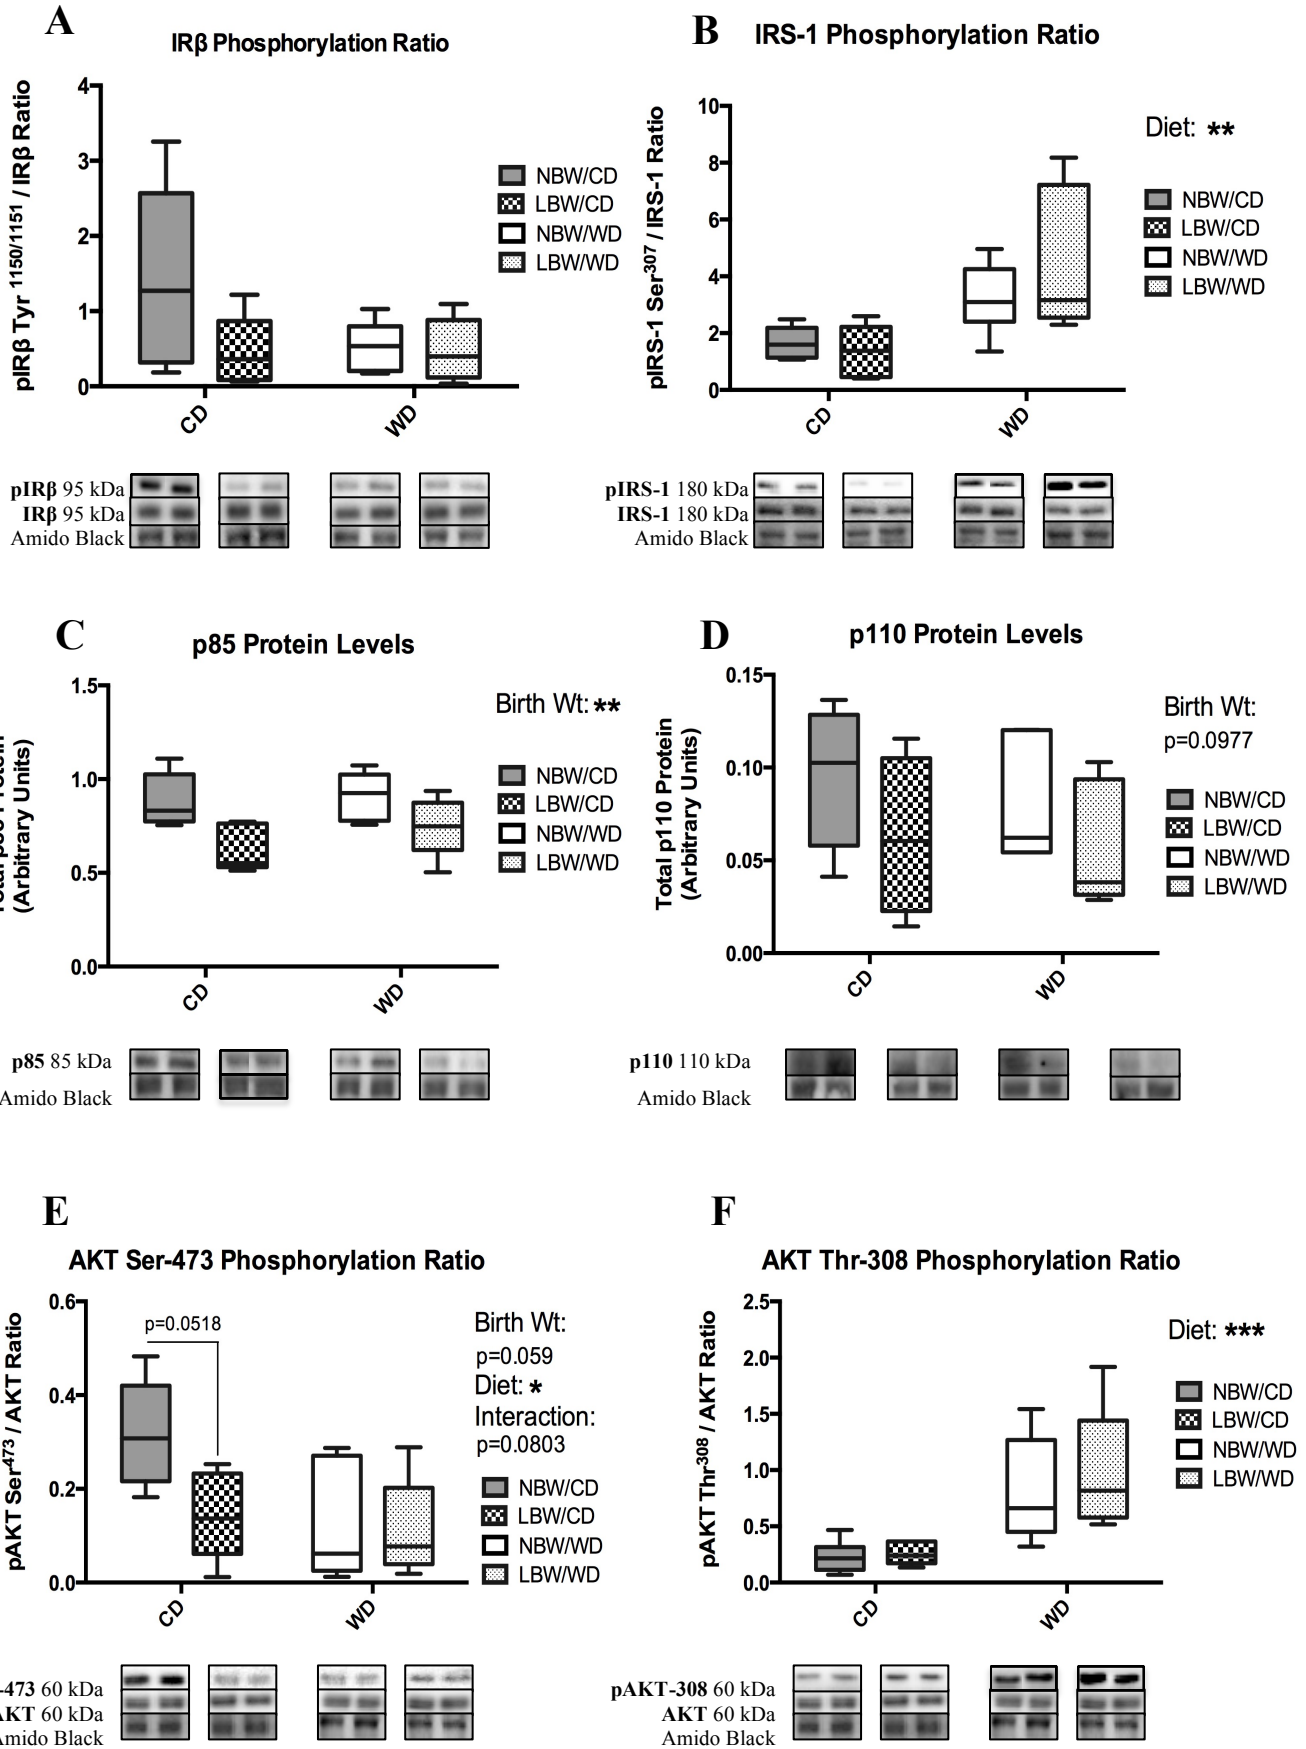 A
IRβ Phosphorylation Ratio
pIRβ Tyr 1150/1151 / IRβ Ratio
4
3
2
1
0
CD
WD
NBW/CD
LBW/CD
NBW/WD
LBW/WD
pIRβ 95 kDa
IRβ 95 kDa
Amido Black
B
IRS-1 Phosphorylation Ratio
pIRS-1 Ser307 / IRS-1 Ratio
10
8
6
4
2
0
CD
WD
Diet: **
NBW/CD
LBW/CD
NBW/WD
LBW/WD
pIRS-1 180 kDa
IRS-1 180 kDa
Amido Black
C
p85 Protein Levels
(Arbitrary Units)
1.5
1.0
0.5
0.0
CD
WD
Birth Wt: **
NBW/CD
LBW/CD
NBW/WD
LBW/WD
p85 85 kDa
Amido Black
D
p110 Protein Levels
Total p110 Protein
(Arbitrary Units)
0.15
0.10
0.05
0.00
CD
WD
Birth Wt:
p=0.0977
NBW/CD
LBW/CD
NBW/WD
LBW/WD
p110 110 kDa
Amido Black
E
AKT Ser-473 Phosphorylation Ratio
pAKT Ser473 / AKT Ratio
0.6
0.4
0.2
0.0
p=0.0518
CD
WD
Birth Wt:
p=0.059
Diet: *
Interaction:
p=0.0803
NBW/CD
LBW/CD
NBW/WD
LBW/WD
-473 60 kDa
AKT 60 kDa
Amido Black
F
AKT Thr-308 Phosphorylation Ratio
pAKT Thr308 / AKT Ratio
2.5
2.0
1.5
1.0
0.5
0.0
CD
WD
Diet: ***
NBW/CD
LBW/CD
NBW/WD
LBW/WD
pAKT-308 60 kDa
AKT 60 kDa
Amido Black